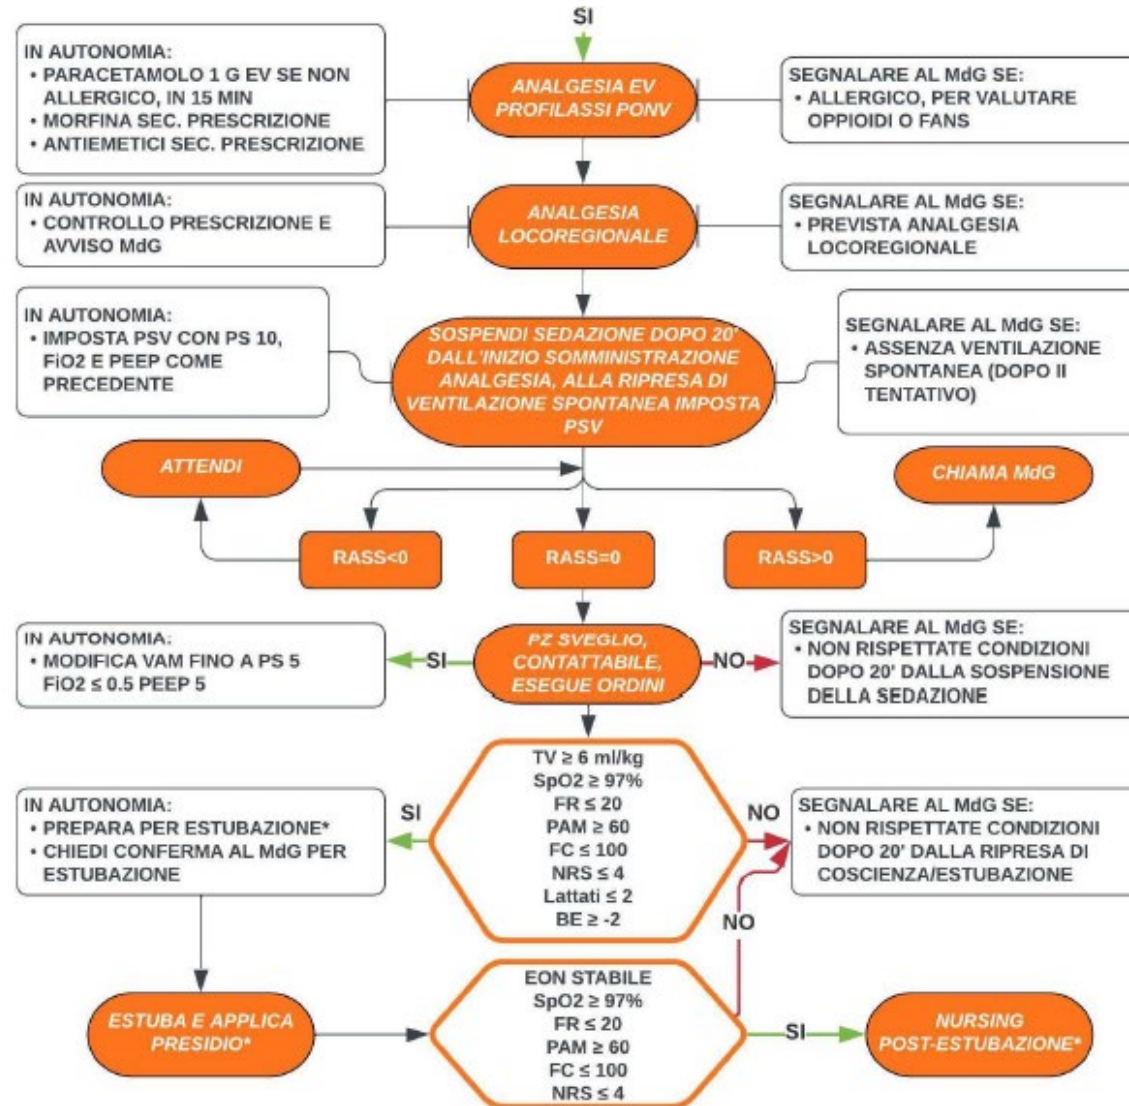 SI
IN AUTONOMIA:
• PARACETAMOLO 1 G EV SE NON
ALLERGICO, IN 15 MIN
• MORFINA SEC. PRESCRIZIONE
• ANTIEMETICI SEC. PRESCRIZIONE
ANALGESIA EV
PROFILASSI PONV
SEGNALARE AL MdG SE:
• ALLERGICO, PER VALUTARE
OPPIOIDI O FANS
IN AUTONOMIA:
• CONTROLLO PRESCRIZIONE E
AVVISO MdG
ANALGESIA
LOCOREGIONALE
SEGNALARE AL MdG SE:
• PREVISTA ANALGESIA
LOCOREGIONALE
IN AUTONOMIA:
• IMPOSTA PSV CON PS 10,
FiO2 E PEEP COME
PRECEDENTE
SOSPENDI SEDAZIONE DOPO 20'
DALL'INIZIO SOMMINISTRAZIONE
ANALGESIA, ALLA RIPRESA DI
VENTILAZIONE SPONTANEA IMPOSTA
PSV
SEGNALARE AL MdG SE:
• ASSENZA VENTILAZIONE
SPONTANEA (DOPO II
TENTATIVO)
ATTENDI
CHIAMA MdG
RASS<0
RASS=0
RASS>0
IN AUTONOMIA:
• MODIFICA VAM FINO A PS 5
FiO2 ≤ 0.5 PEEP 5
SI
PZ SVEGLIO,
CONTATTABILE,
ESEGUE ORDINI
NO
SEGNALARE AL MdG SE:
• NON RISPETTATE CONDIZIONI
DOPO 20' DALLA SOSPENSIONE
DELLA SEDAZIONE
IN AUTONOMIA:
• PREPARA PER ESTUBAZIONE*
• CHIEDI CONFERMA AL MdG PER
ESTUBAZIONE
SI
TV ≥ 6 ml/kg
SpO2 ≥ 97%
FR ≤ 20
PAM ≥ 60
FC ≤ 100
NRS ≤ 4
Lattati ≤ 2
BE ≥ -2
NO
SEGNALARE AL MdG SE:
• NON RISPETTATE CONDIZIONI
DOPO 20' DALLA RIPRESA DI
COSCIENZA/ESTUBAZIONE
NO
ESTUBA E APPLICA
PRESIDIO*
EON STABILE
SpO2 ≥ 97%
FR ≤ 20
PAM ≥ 60
FC ≤ 100
NRS ≤ 4
SI
NURSING
POST-ESTUBAZIONE*